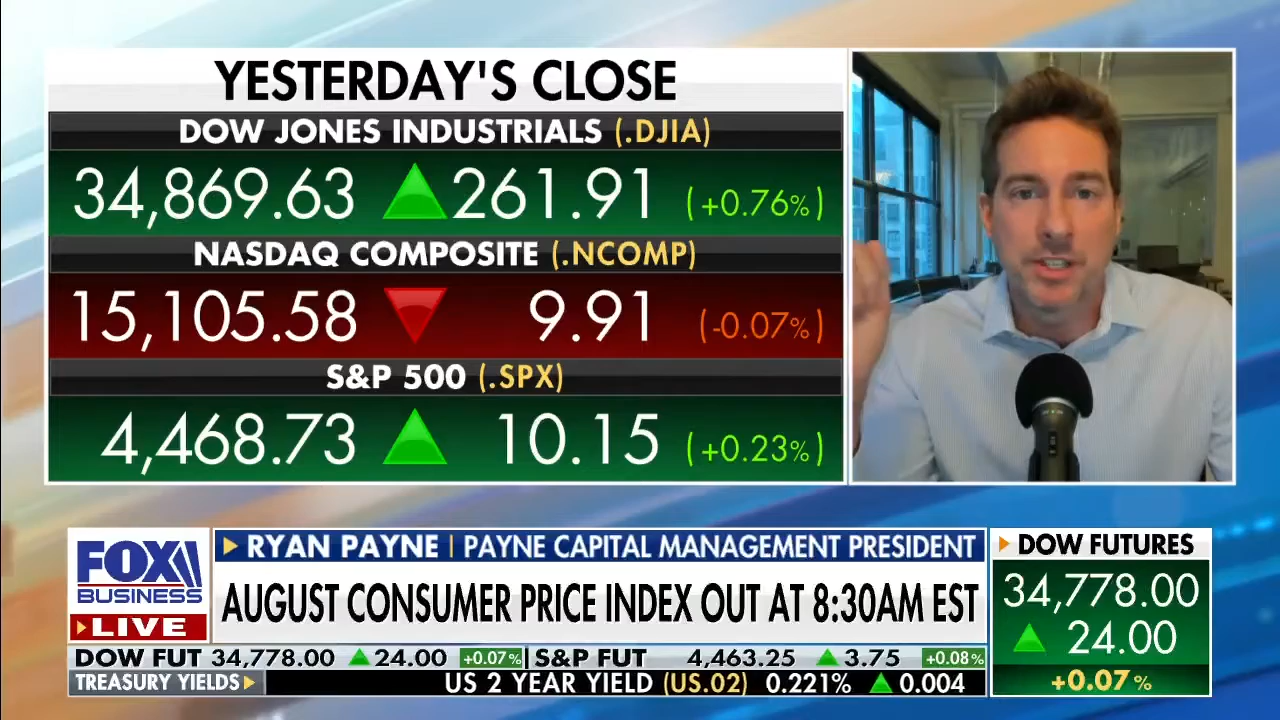 YESTERDAY'S CLOSE
DOW JONES INDUSTRIALS (.DJIA)
34,869.63 ▲ 261.91 (+0.76%)
NASDAQ COMPOSITE (.NCOMP)
15,105.58 ▼ 9.91 (-0.07%)
S&P 500 (.SPX)
4,468.73 ▲ 10.15 (+0.23%)
FOX
BUSINESS
LIVE
RYAN PAYNE | PAYNE CAPITAL MANAGEMENT PRESIDENT
AUGUST CONSUMER PRICE INDEX OUT AT 8:30AM EST
DOW FUT 34,778.00 ▲ 24.00 +0.07% S&P FUT 4,463.25 ▲ 3.75 +0.08%
TREASURY YIELDS US 2 YEAR YIELD (US.02) 0.221% ▲ 0.004
DOW FUTURES
34,778.00
▲ 24.00
+0.07%